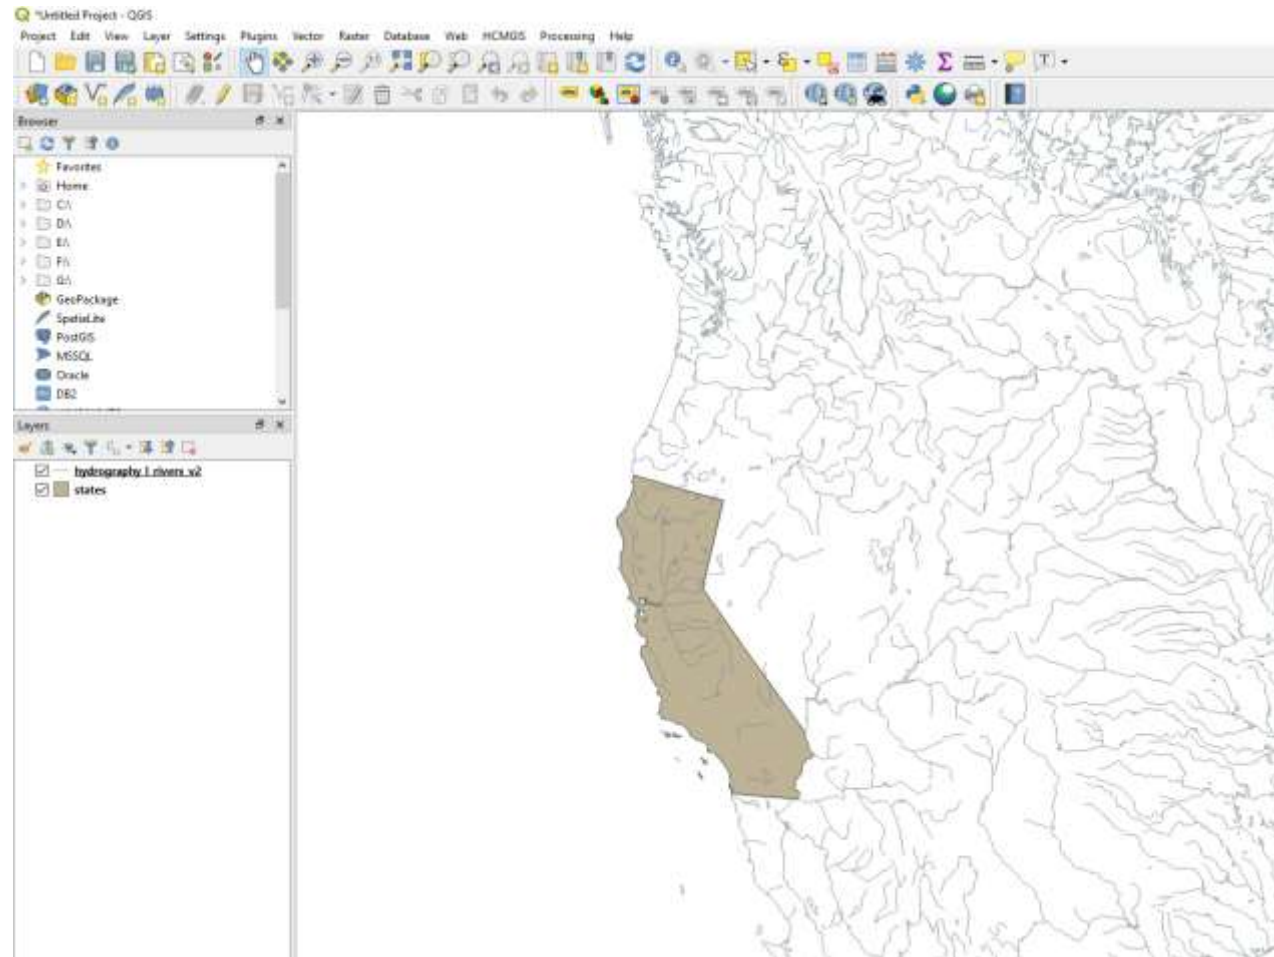 *Untitled Project - QGIS
Project Edit View Layer Settings Plugins Vector Raster Database Web HCMGIS Processing Help
Browser
Favorites
Home
C:\
D:\
E:\
F:\
G:\
GeoPackage
SpatiaLite
PostGIS
MSSQL
Oracle
DB2
Layers
hydrography_l_rivers_v2
states